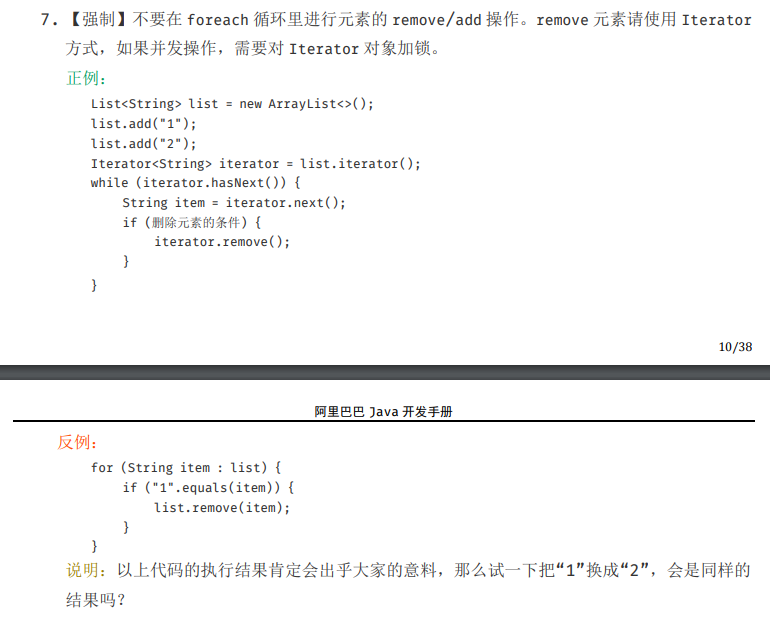 7. 【强制】不要在 foreach 循环里进行元素的 remove/add 操作。remove 元素请使用 Iterator
方式，如果并发操作，需要对 Iterator 对象加锁。
正例：
List<String> list = new ArrayList<>();
list.add("1");
list.add("2");
Iterator<String> iterator = list.iterator();
while (iterator.hasNext()) {
String item = iterator.next();
if (删除元素的条件) {
iterator.remove();
}
}
10/38
阿里巴巴 Java 开发手册
反例：
for (String item : list) {
if ("1".equals(item)) {
list.remove(item);
}
}
说明：以上代码的执行结果肯定会出乎大家的意料，那么试一下把“1”换成“2”，会是同样的
结果吗？